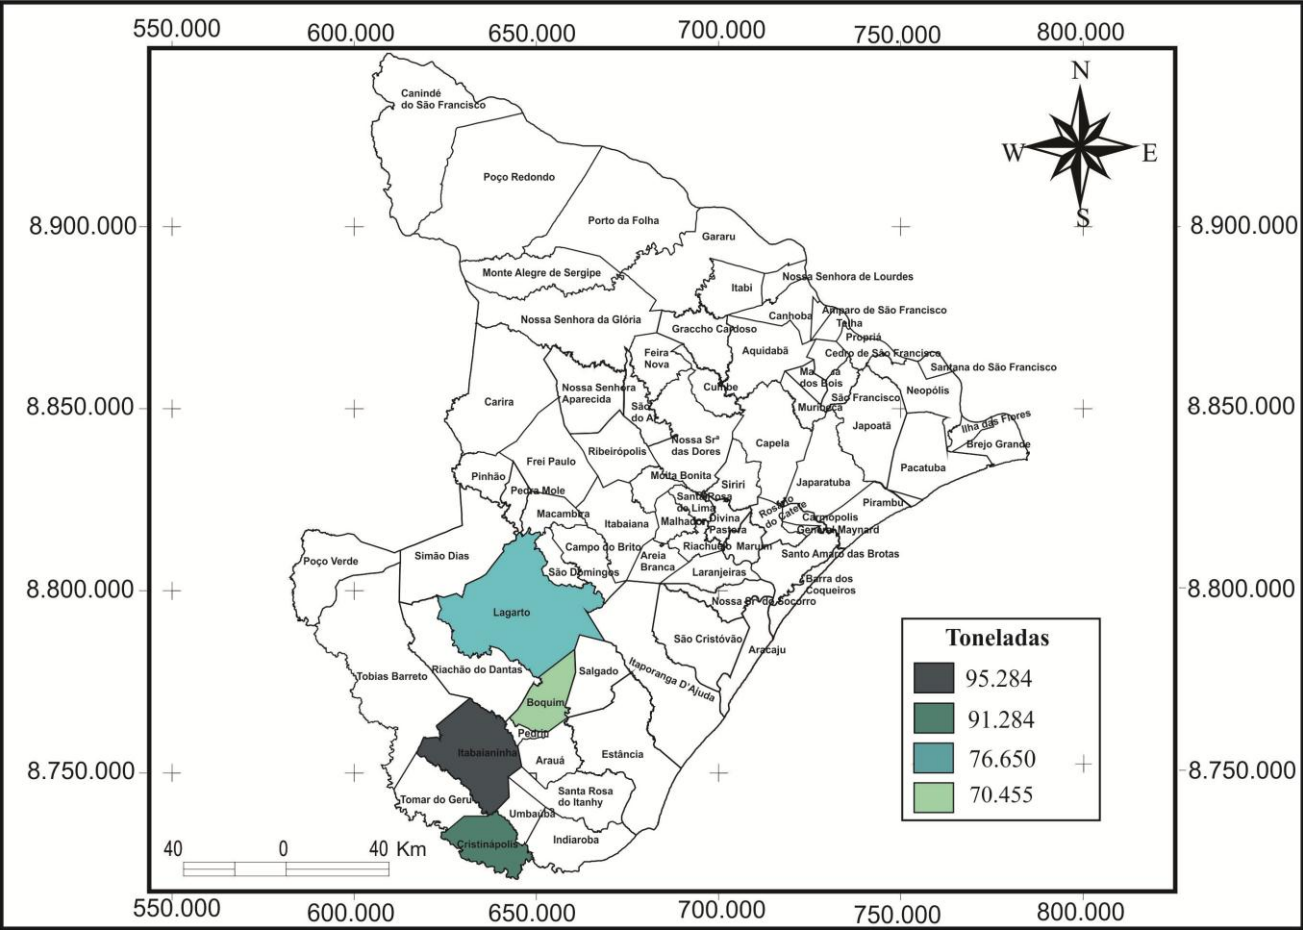 550.000 600.000 650.000 700.000 750.000 800.000
N
W E
S
Canindé
do São Francisco
Poço Redondo
8.900.000 8.900.000
Porto da Folha
Gararu
Monte Alegre de Sergipe
Nossa Senhora de Lourdes
Itabi
Amparo de São Francisco
Canhoba
Nossa Senhora da Glória
Telha
Graccho Cardoso
Propriá
Aquidabã
Cedro de São Francisco
Feira
Nova
Santana do São Francisco
Nossa Senhora
Aparecida
Cumbe
dos Bois
Neópolis
São Francisco
Carira
São
do A
Muribeca
8.850.000 8.850.000
Ilha das Flores
Japoatã
Nossa Srª
das Dores
Capela
Brejo Grande
Ribeirópolis
Frei Paulo
Pacatuba
Pinhão
Moita Bonita
Siriri
Japaratuba
Pedra Mole
Santa Rosa
de Lima
Pirambu
Macambira
Itabaiana
Malhador
Divina
Pastora
Rosário
do Catete
Carmópolis
General Maynard
Campo do Brito
Riachuelo
Maruim
Santo Amaro das Brotas
Simão Dias
Poço Verde
Areia
Branca
São Domingos
Laranjeiras
Barra dos
Coqueiros
8.800.000 8.800.000
Nossa Srª do Socorro
Lagarto
São Cristóvão
Aracaju
Riachão do Dantas
Salgado
Itaporanga D'Ajuda
Tobias Barreto
Boquim
Pedrin
Itabaianinha
Arauá
Estância
8.750.000 8.750.000
Tomar do Geru
Santa Rosa
do Itanhy
Umbaúba
Indiaroba
Cristinápolis
Toneladas
95.284
91.284
76.650
70.455
40 0 40 Km
550.000 600.000 650.000 700.000 750.000 800.000